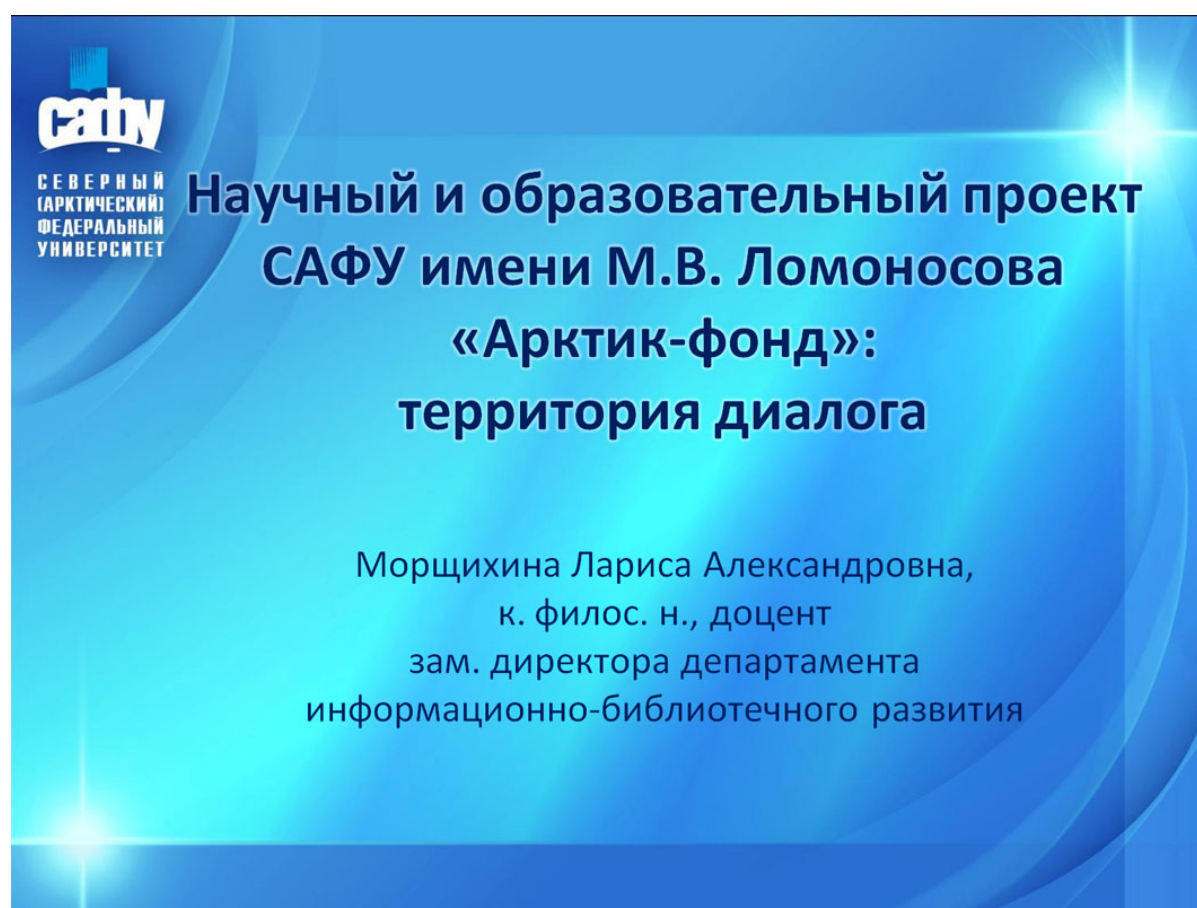 сафу
СЕВЕРНЫЙ
(АРКТИЧЕСКИЙ)
ФЕДЕРАЛЬНЫЙ
УНИВЕРСИТЕТ
Научный и образовательный проект
САФУ имени М.В. Ломоносова
«Арктик-фонд»:
территория диалога
Морщихина Лариса Александровна,
к. филос. н., доцент
зам. директора департамента
информационно-библиотечного развития